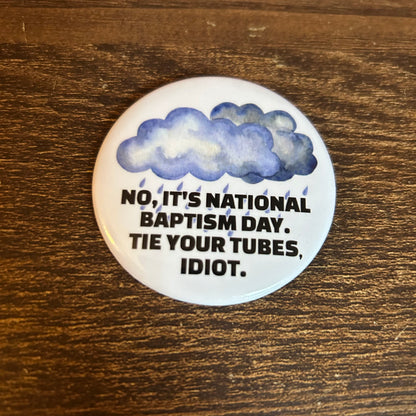 NO, IT'S NATIONAL
BAPTISM DAY.
TIE YOUR TUBES,
IDIOT.